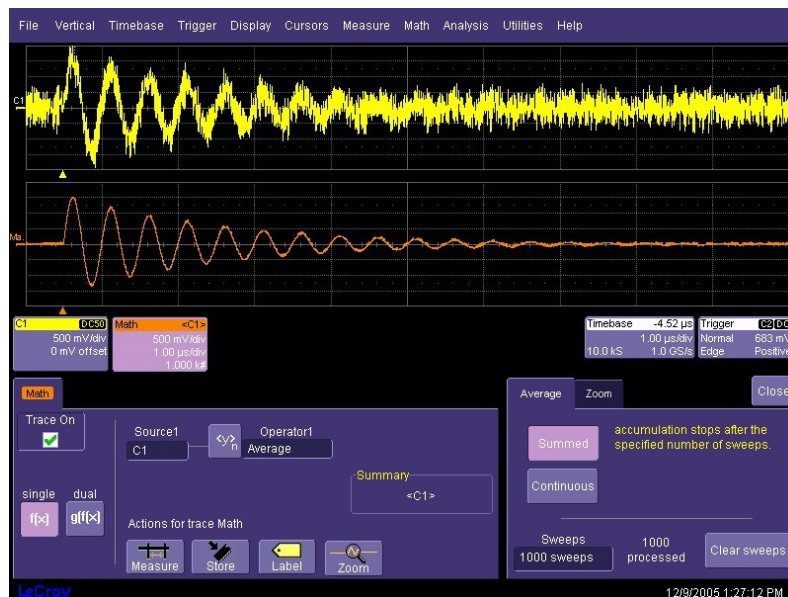 File Vertical Timebase Trigger Display Cursors Measure Math Analysis Utilities Help
C1
Ma
C1 DC50
500 mV/div
0 mV offset
Math <C1>
500 mV/div
1.00 µs/div
1.000 k#
Timebase -4.52 µs
1.00 µs/div
10.0 kS 1.0 GS/s
Trigger C2 DC
Normal 683 mV
Edge Positive
Math
Trace On
Source1
C1
<y>n
Operator1
Average
Summary
<C1>
single dual
f(x) g(f(x))
Actions for trace Math
Measure Store Label Zoom
Average Zoom Close
Summed
accumulation stops after the
specified number of sweeps.
Continuous
Sweeps
1000 sweeps
1000
processed
Clear sweeps
LeCroy
12/9/2005 1:27:12 PM